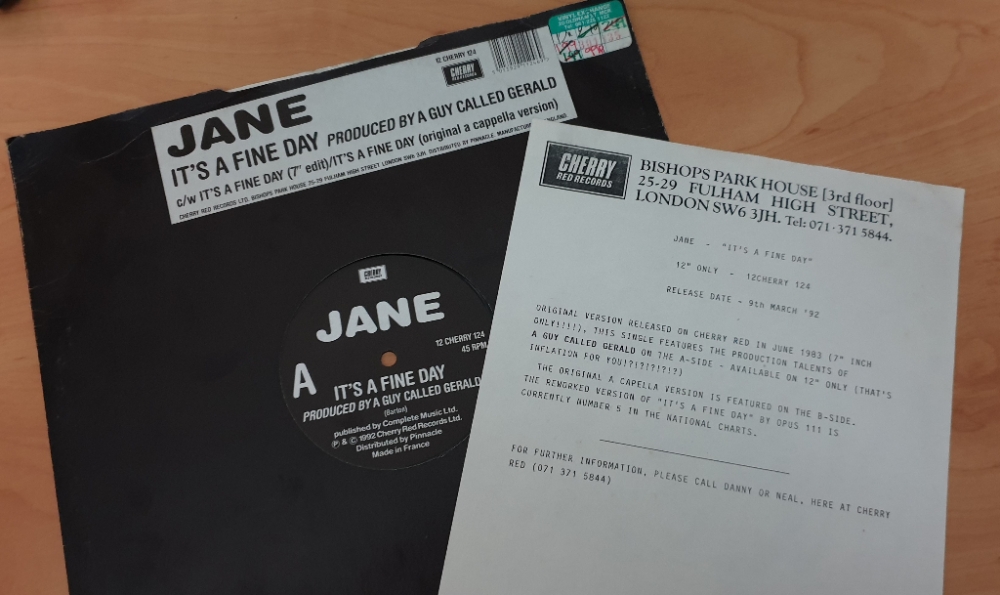 12 CHERRY 124
CHERRY
RED RECORDS
JANE
IT'S A FINE DAY PRODUCED BY A GUY CALLED GERALD
c/w IT'S A FINE DAY (7" edit)/IT'S A FINE DAY (original a cappella version)
CHERRY RED RECORDS LTD. BISHOPS PARK HOUSE 25-29 FULHAM HIGH STREET LONDON SW6 3JH. DISTRIBUTED BY PINNACLE.
CHERRY
JANE
12 CHERRY 124
45 RPM
A
IT'S A FINE DAY
PRODUCED BY A GUY CALLED GERALD
(Barton)
published by Complete Music Ltd.
℗ & © 1992 Cherry Red Records Ltd.
Distributed by Pinnacle
Made in France
CHERRY
RED RECORDS
BISHOPS PARK HOUSE [3rd floor]
25-29 FULHAM HIGH STREET,
LONDON SW6 3JH. Tel: 071·371 5844.
JANE - "IT'S A FINE DAY"
12" ONLY - 12CHERRY 124
RELEASE DATE - 9th MARCH '92
ORIGINAL VERSION RELEASED ON CHERRY RED IN JUNE 1983 (7" INCH
ONLY!!!!), THIS SINGLE FEATURES THE PRODUCTION TALENTS OF
A GUY CALLED GERALD ON THE A-SIDE - AVAILABLE ON 12" ONLY [THAT'S
INFLATION FOR YOU!?!?!?!?!?)
THE ORIGINAL A CAPELLA VERSION IS FEATURED ON THE B-SIDE.
THE REWORKED VERSION OF "IT'S A FINE DAY" BY OPUS 111 IS
CURRENTLY NUMBER 5 IN THE NATIONAL CHARTS.
FOR FURTHER INFORMATION, PLEASE CALL DANNY OR NEAL, HERE AT CHERRY
RED (071 371 5844)